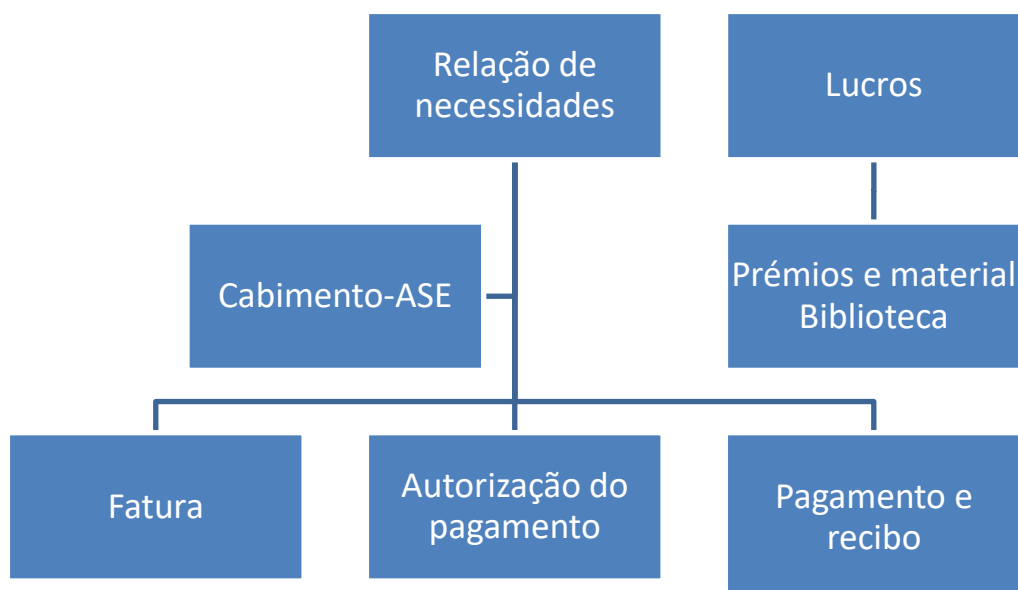 Relação de
necessidades
Lucros
Cabimento-ASE
Prémios e material
Biblioteca
Fatura
Autorização do
pagamento
Pagamento e
recibo